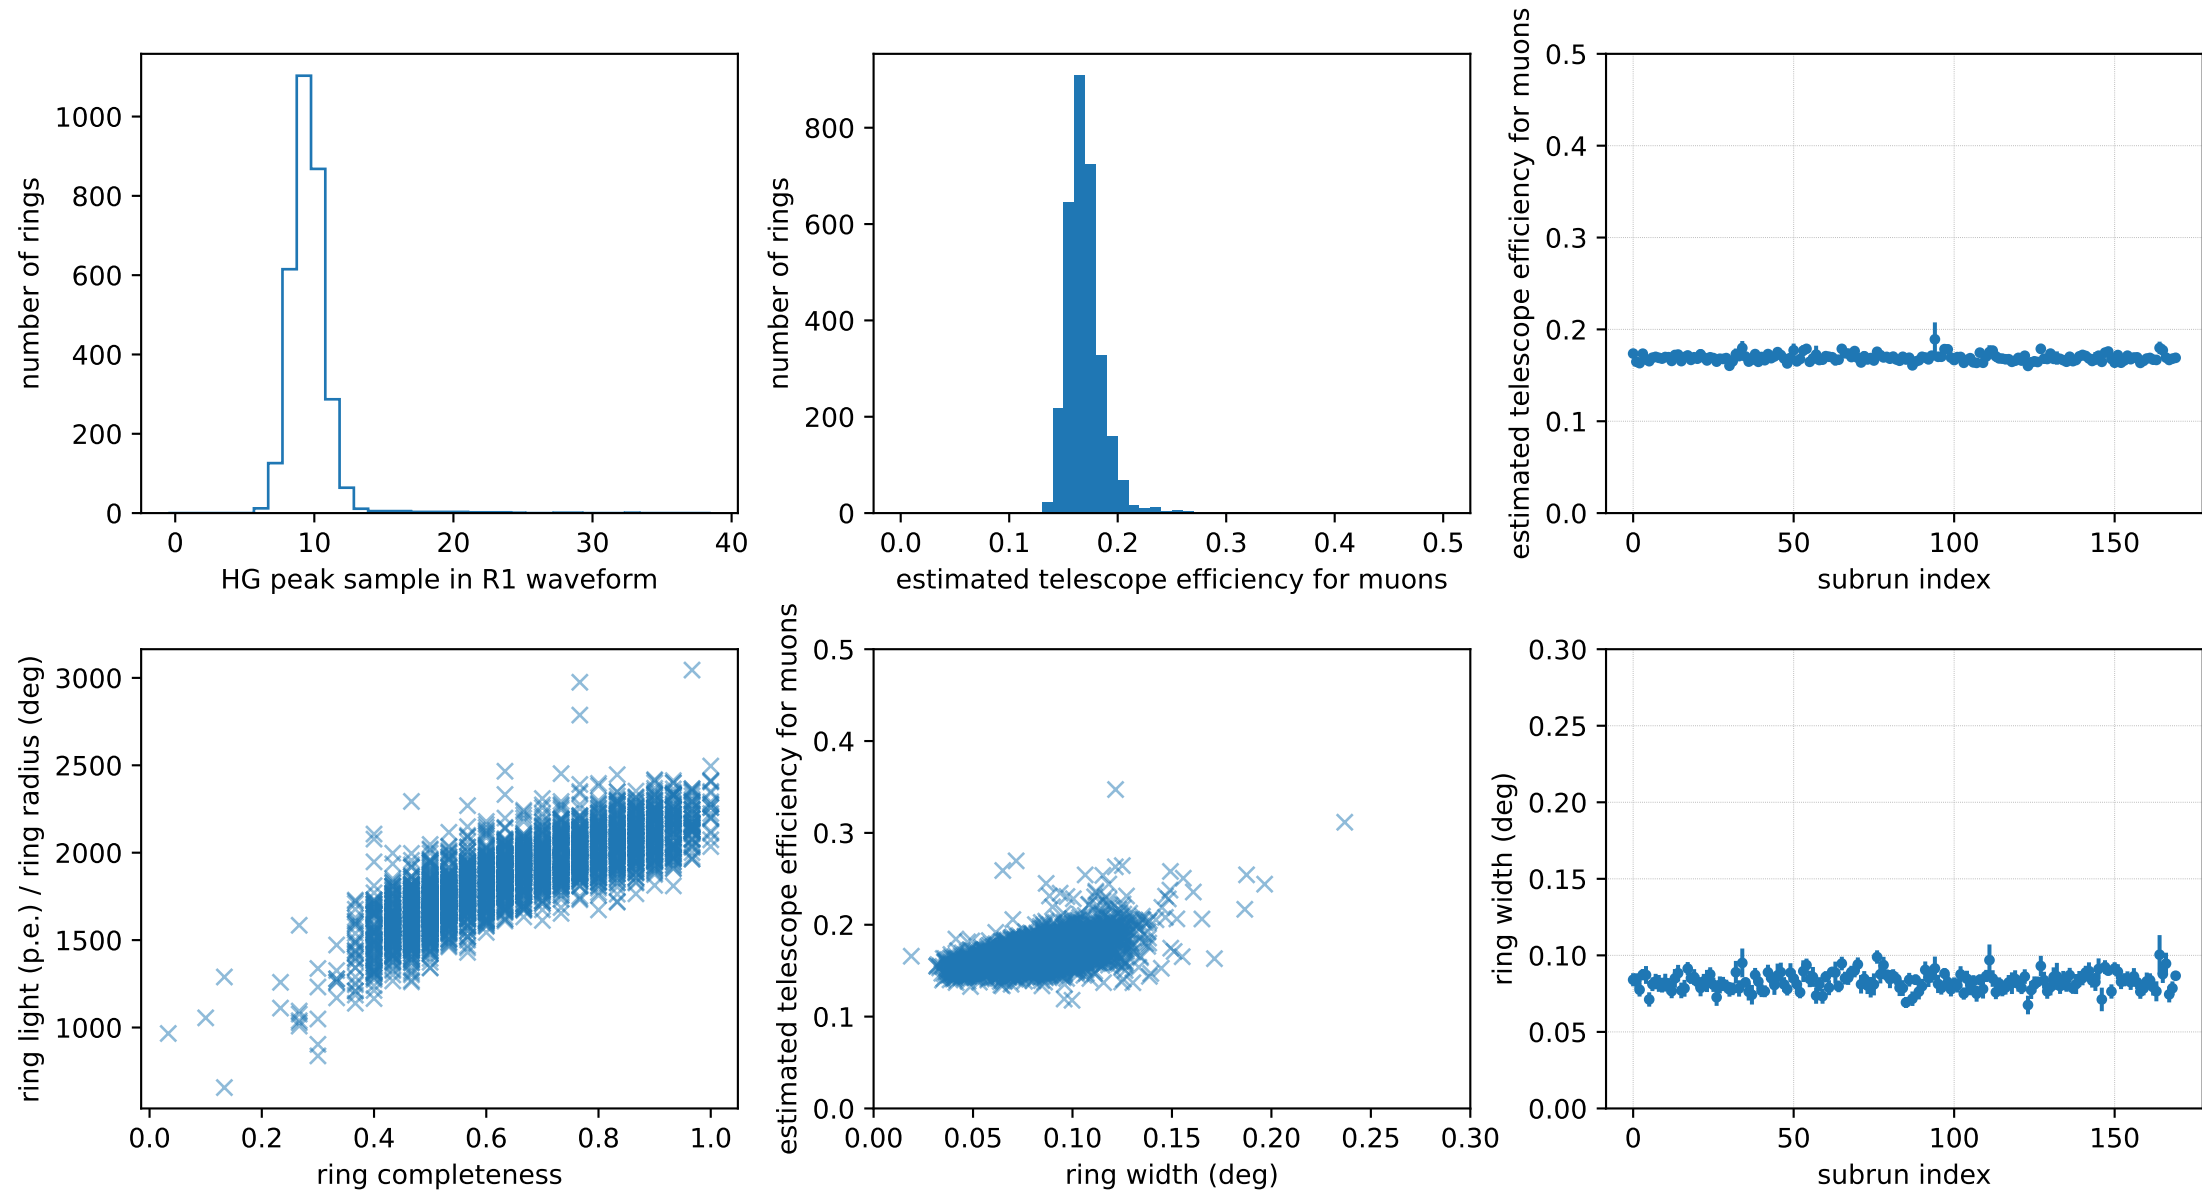 number of rings
1000
800
600
400
200
0
0 10 20 30 40
HG peak sample in R1 waveform
number of rings
800
600
400
200
0
0.0 0.1 0.2 0.3 0.4 0.5
estimated telescope efficiency for muons
estimated telescope efficiency for muons
0.5
0.4
0.3
0.2
0.1
0.0
0 50 100 150
subrun index
ring light (p.e.) / ring radius (deg)
3000
2500
2000
1500
1000
0.0 0.2 0.4 0.6 0.8 1.0
ring completeness
estimated telescope efficiency for muons
0.5
0.4
0.3
0.2
0.1
0.0
0.00 0.05 0.10 0.15 0.20 0.25 0.30
ring width (deg)
ring width (deg)
0.30
0.25
0.20
0.15
0.10
0.05
0.00
0 50 100 150
subrun index